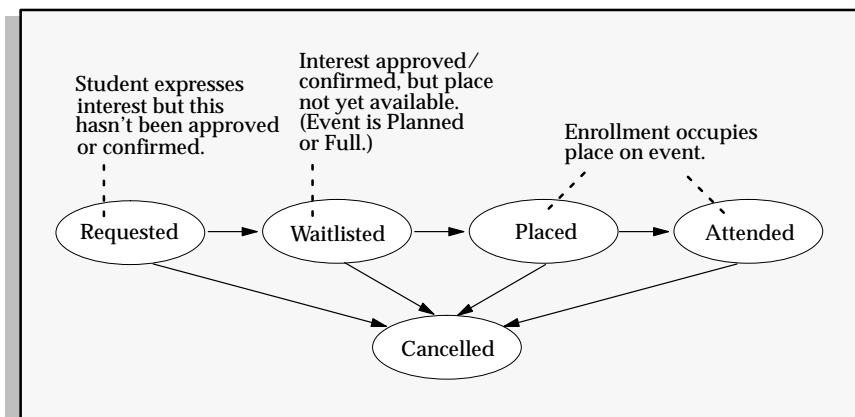 Student expresses
interest but this
hasn't been approved
or confirmed.
Interest approved/
confirmed, but place
not yet available.
(Event is Planned
or Full.)
Enrollment occupies
place on event.
Requested
Waitlisted
Placed
Attended
Cancelled